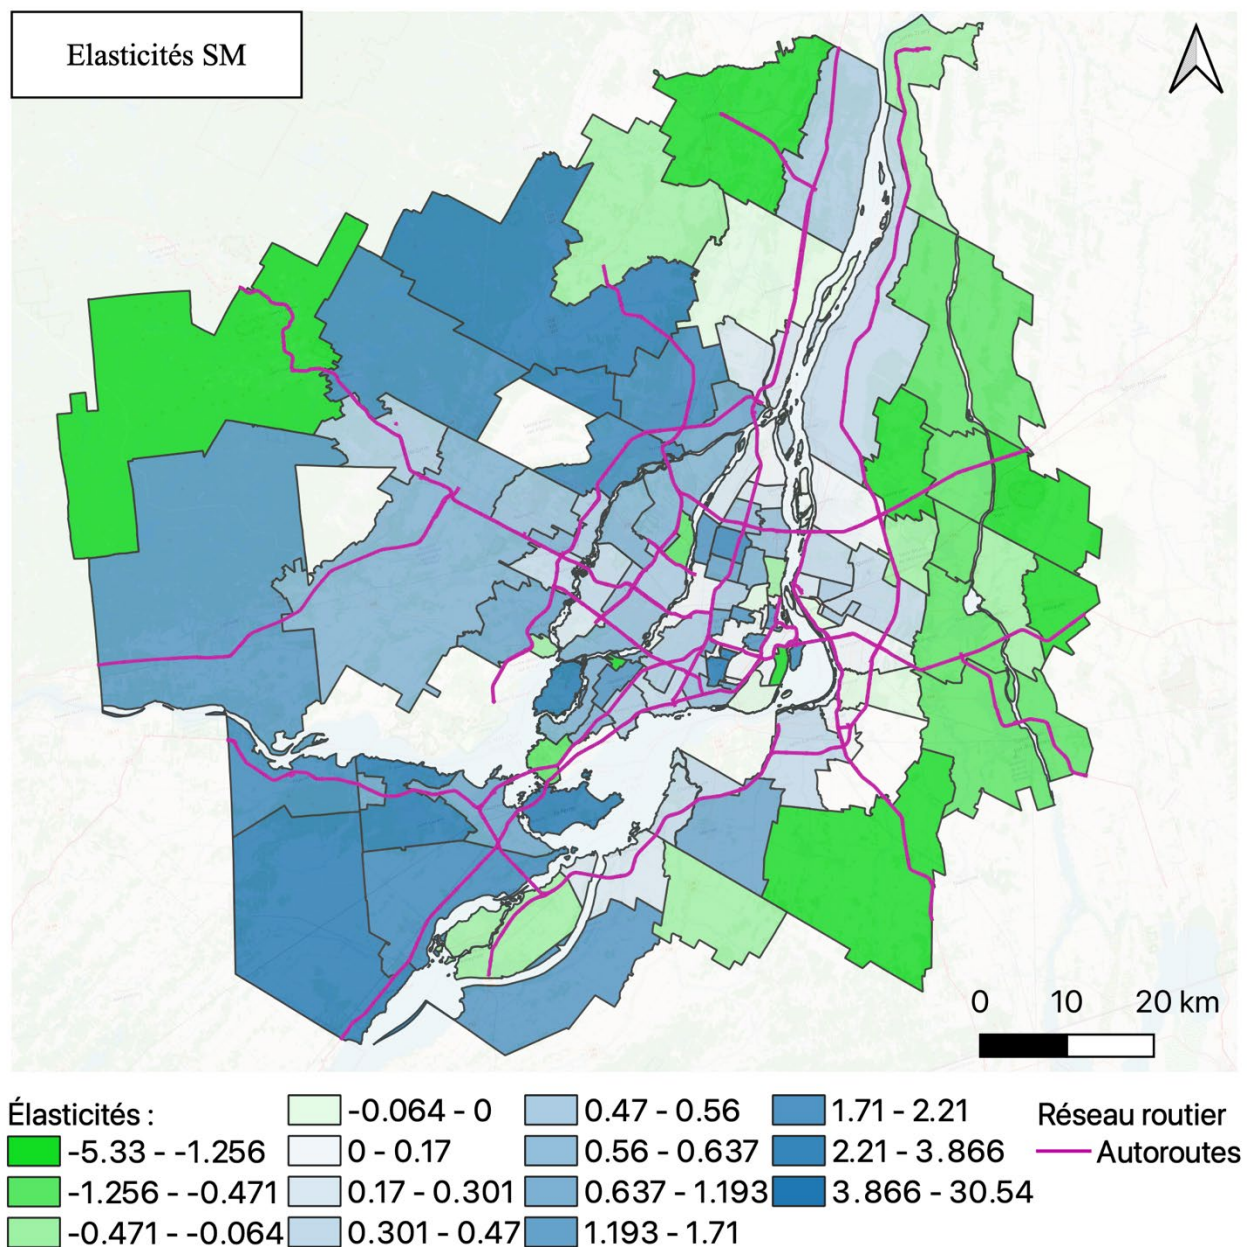 Elasticités SM
0 10 20 km
Élasticités :
-5.33 - -1.256
-1.256 - -0.471
-0.471 - -0.064
-0.064 - 0
0 - 0.17
0.17 - 0.301
0.301 - 0.47
0.47 - 0.56
0.56 - 0.637
0.637 - 1.193
1.193 - 1.71
1.71 - 2.21
2.21 - 3.866
3.866 - 30.54
Réseau routier
Autoroutes